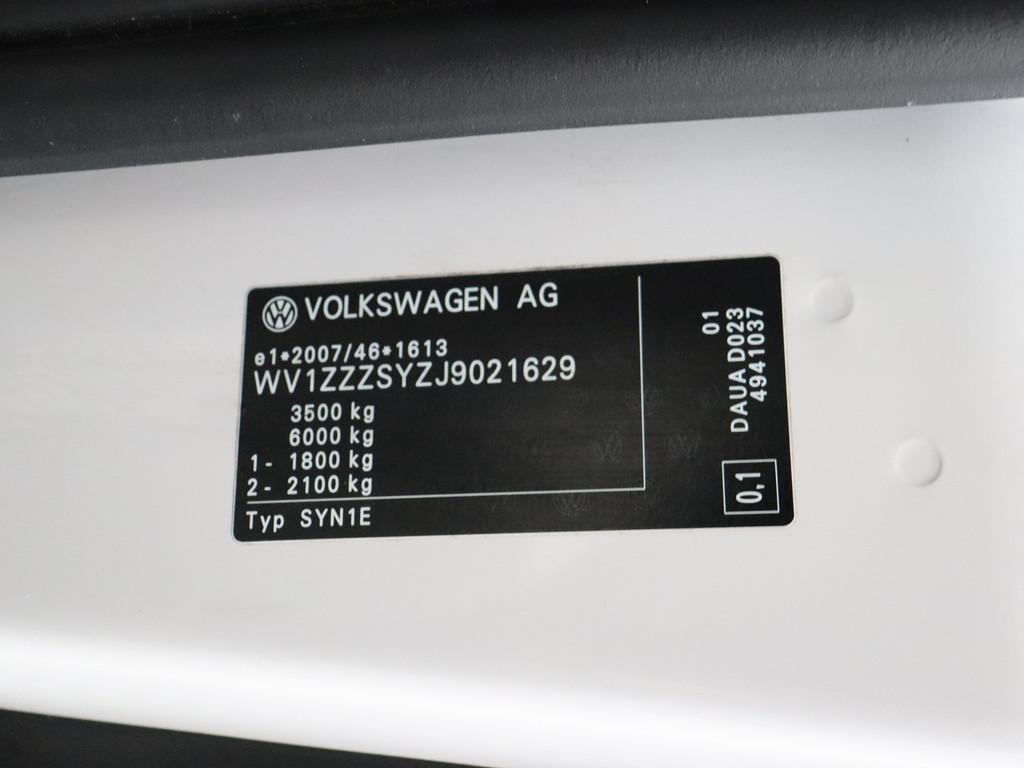 VOLKSWAGEN AG
e1*2007/46*1613
WV1ZZZSYZJ9021629
3500 kg
6000 kg
1- 1800 kg
2- 2100 kg
Typ SYN1E
01
DAUA D023
4941037
0,1